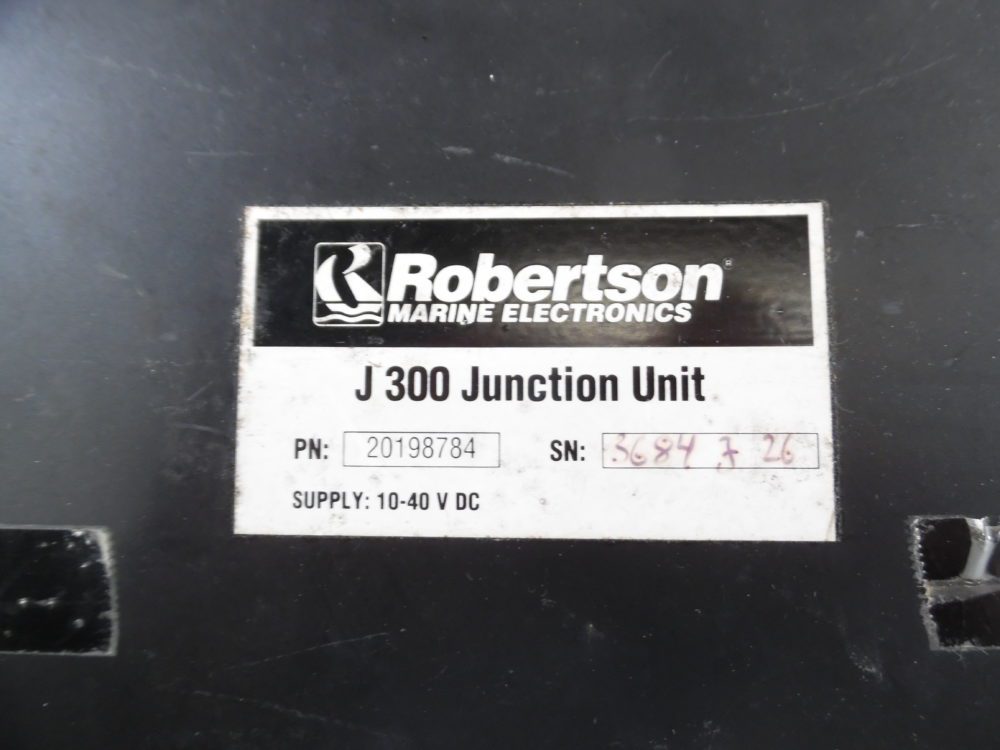 Robertson®
MARINE ELECTRONICS
J 300 Junction Unit
PN: 20198784 SN: 3684 7 26
SUPPLY: 10-40 V DC